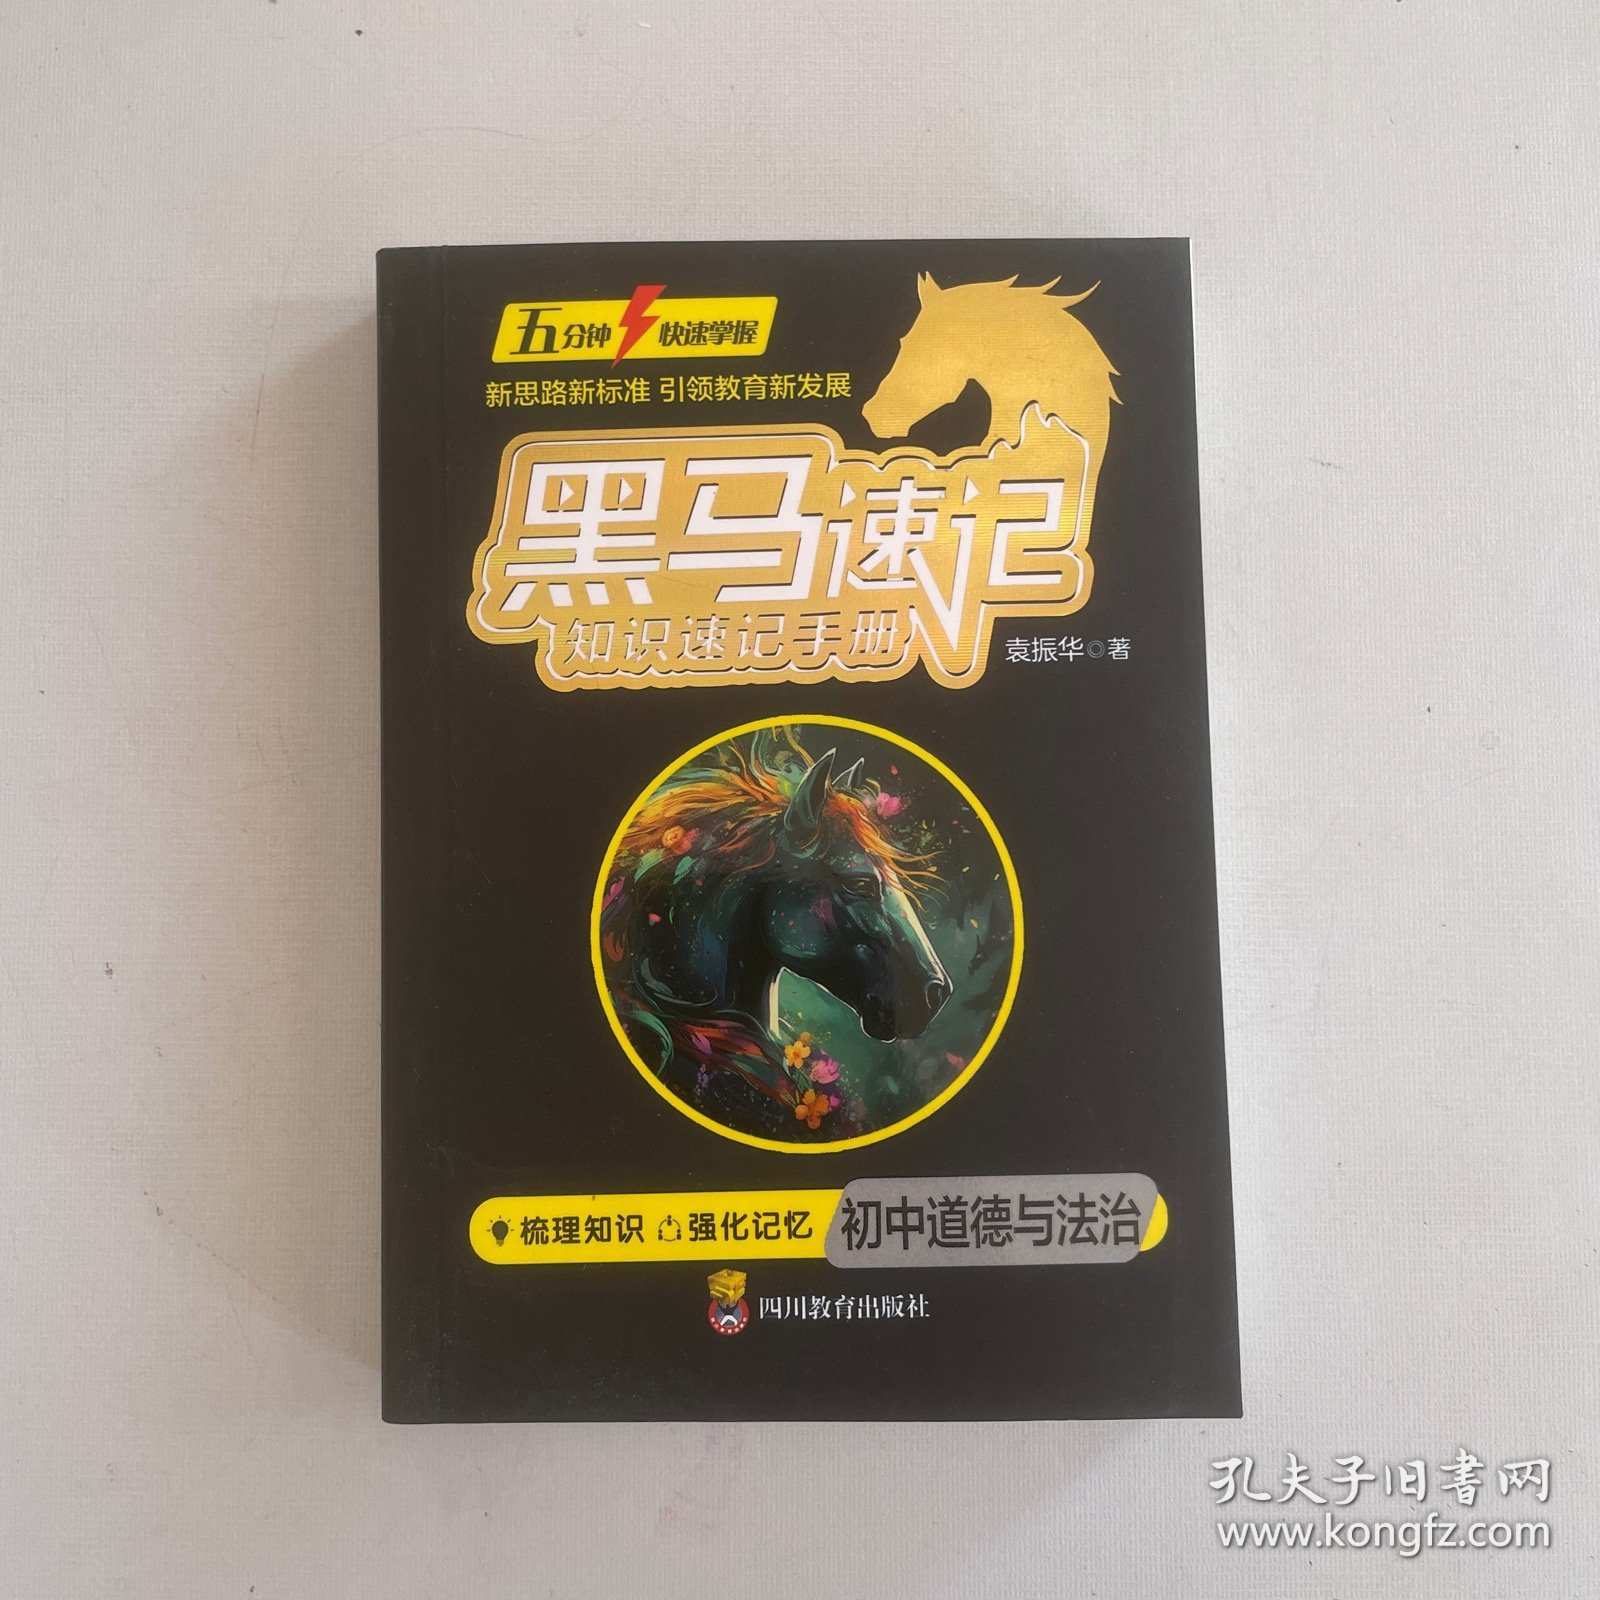 五分钟 快速掌握
新思路新标准 引领教育新发展
黑马速记
知识速记手册
袁振华◎著
梳理知识 强化记忆 初中道德与法治
四川教育出版社
孔夫子旧书网
www.kongfz.com